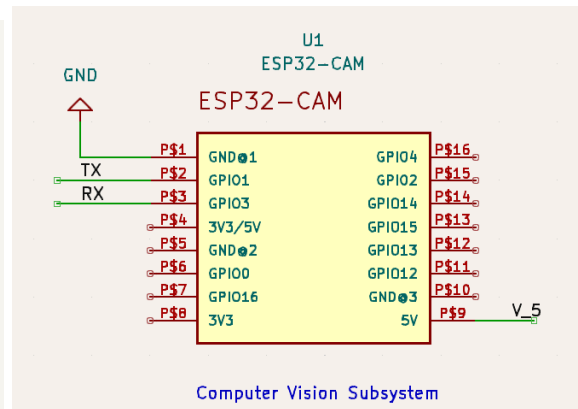 U1
ESP32-CAM
GND
ESP32-CAM
P$1 GND@1 GPIO4 P$16
TX P$2 GPIO1 GPIO2 P$15
RX P$3 GPIO3 GPIO14 P$14
P$4 3V3/5V GPIO15 P$13
P$5 GND@2 GPIO13 P$12
P$6 GPIO0 GPIO12 P$11
P$7 GPIO16 GND@3 P$10
P$8 3V3 5V P$9 V_5
Computer Vision Subsystem